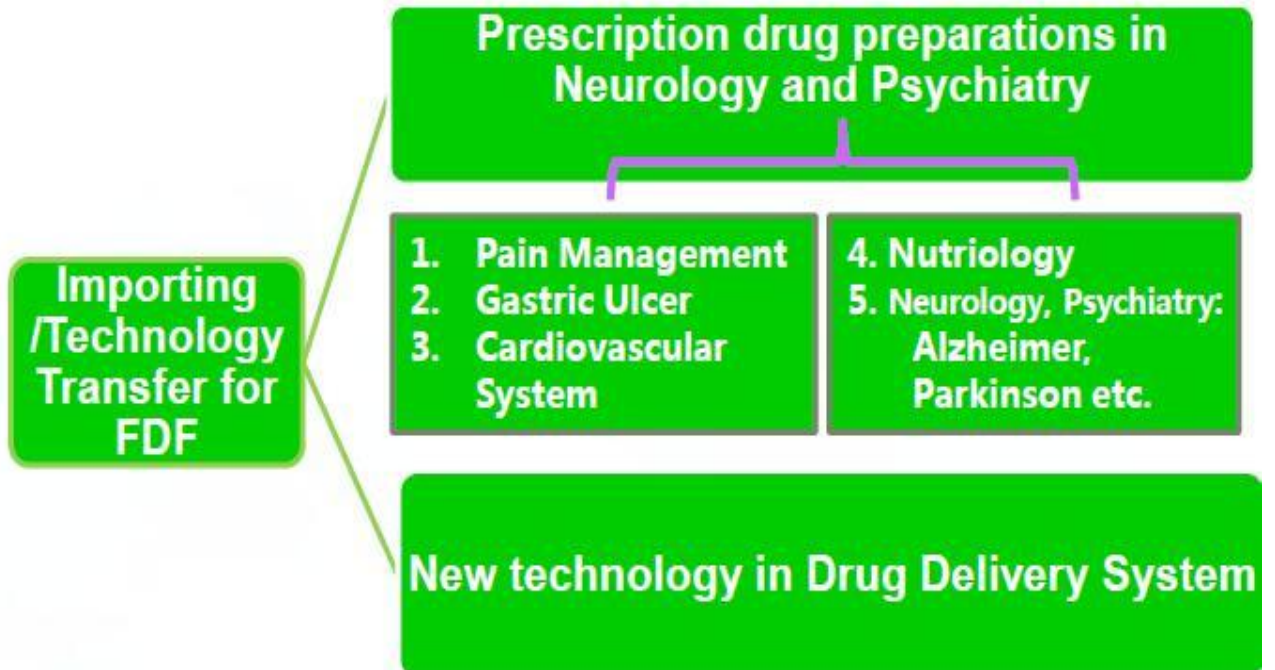 Prescription drug preparations in
Neurology and Psychiatry
Importing
/Technology
Transfer for
FDF
1. Pain Management
2. Gastric Ulcer
3. Cardiovascular
System
4. Nutriology
5. Neurology, Psychiatry:
Alzheimer,
Parkinson etc.
New technology in Drug Delivery System